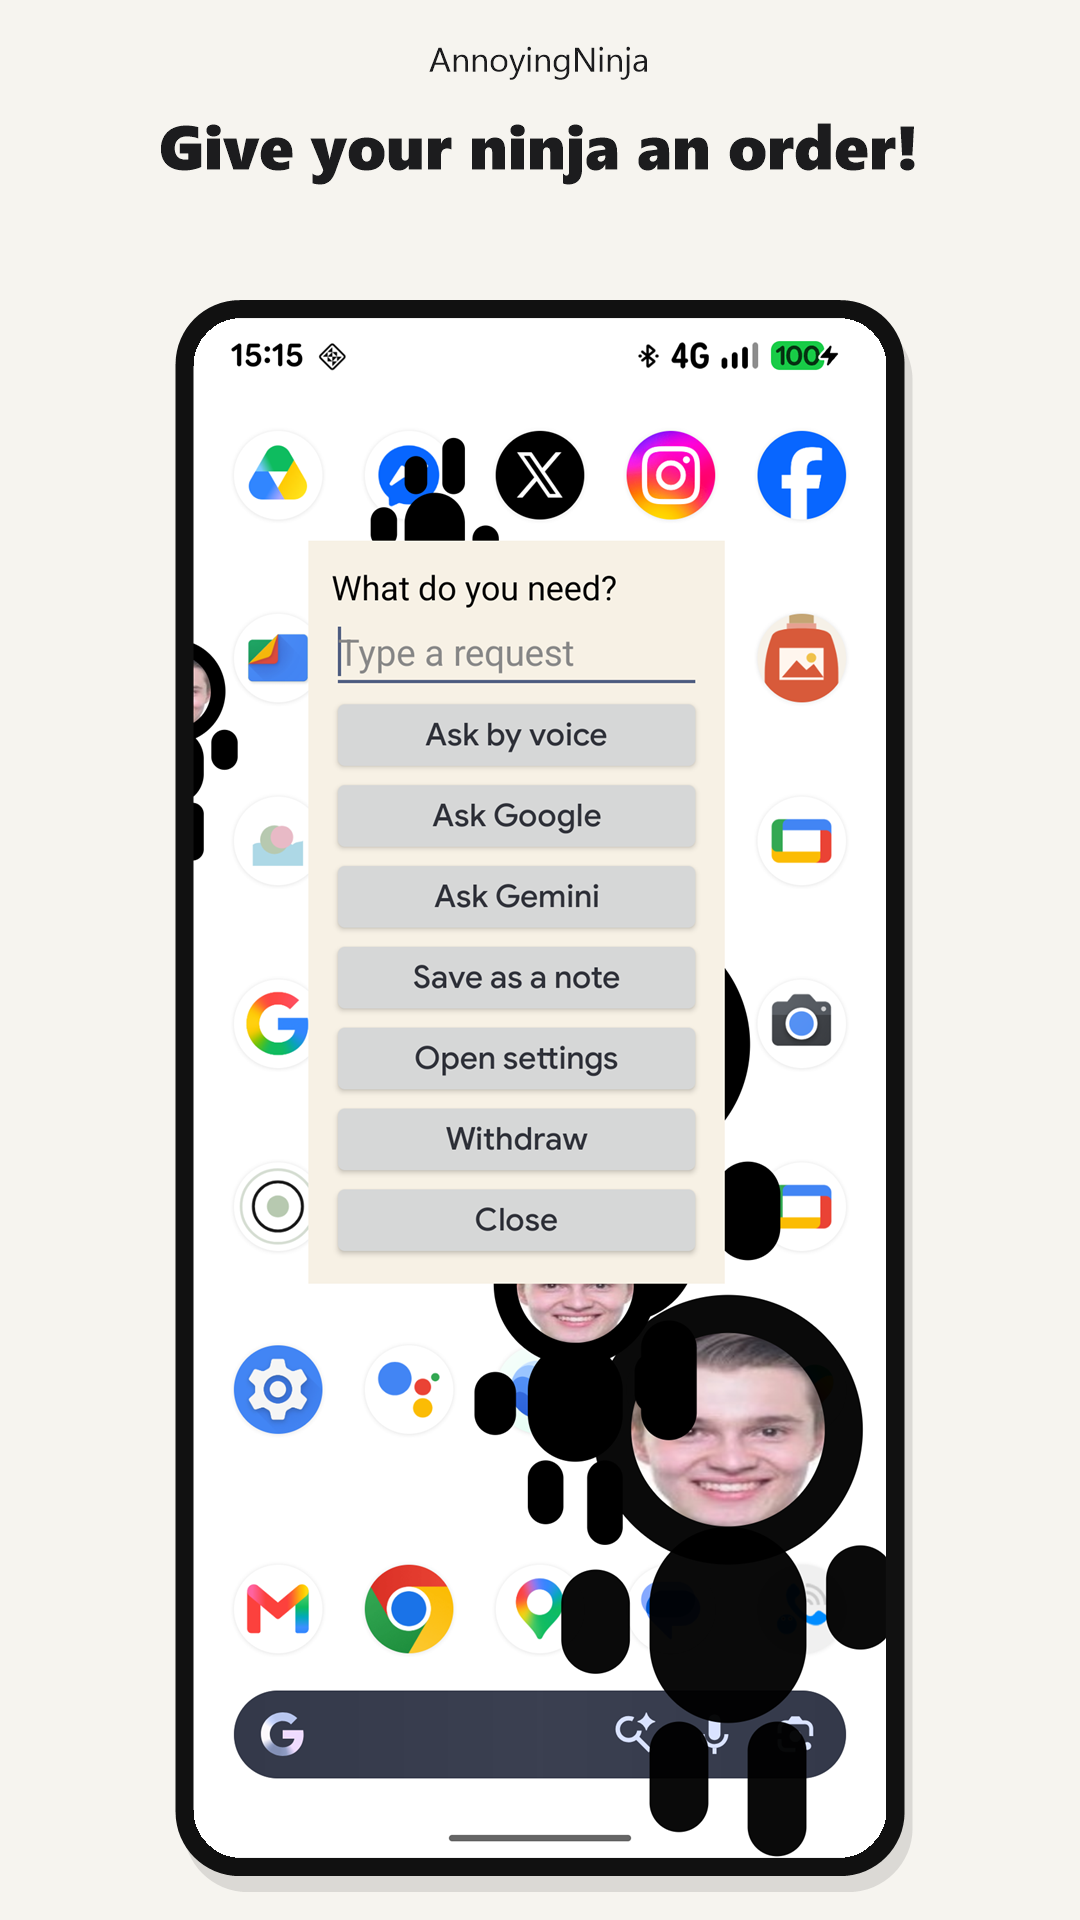 AnnoyingNinja
Give your ninja an order!
15:15
4G
100
What do you need?
Type a request
Ask by voice
Ask Google
Ask Gemini
Save as a note
Open settings
Withdraw
Close